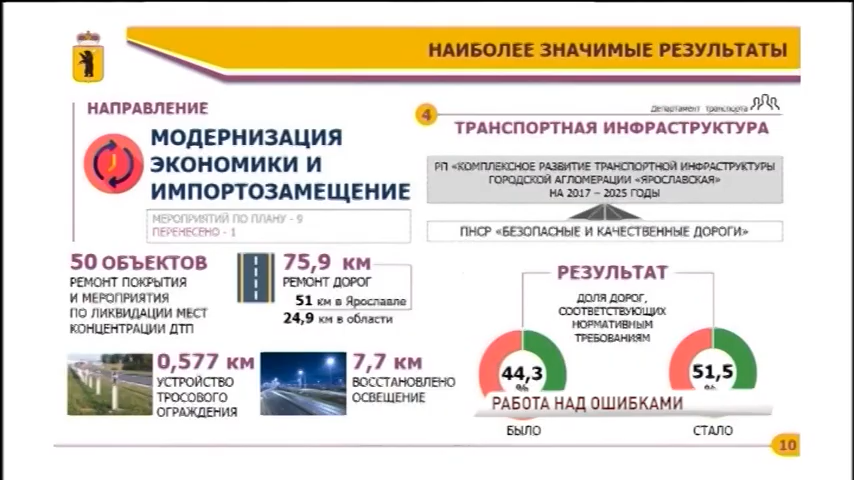 НАИБОЛЕЕ ЗНАЧИМЫЕ РЕЗУЛЬТАТЫ
НАПРАВЛЕНИЕ
МОДЕРНИЗАЦИЯ
ЭКОНОМИКИ И
ИМПОРТОЗАМЕЩЕНИЕ
МЕРОПРИЯТИЙ ПО ПЛАНУ - 9
ПЕРЕНЕСЕНО - 1
4
Департамент транспорта
ТРАНСПОРТНАЯ ИНФРАСТРУКТУРА
РП «КОМПЛЕКСНОЕ РАЗВИТИЕ ТРАНСПОРТНОЙ ИНФРАСТРУКТУРЫ
ГОРОДСКОЙ АГЛОМЕРАЦИИ «ЯРОСЛАВСКАЯ»
НА 2017 – 2025 ГОДЫ
ПНСР «БЕЗОПАСНЫЕ И КАЧЕСТВЕННЫЕ ДОРОГИ»
50 ОБЪЕКТОВ
РЕМОНТ ПОКРЫТИЯ
И МЕРОПРИЯТИЯ
ПО ЛИКВИДАЦИИ МЕСТ
КОНЦЕНТРАЦИИ ДТП
75,9 км
РЕМОНТ ДОРОГ
51 км в Ярославле
24,9 км в области
0,577 км
УСТРОЙСТВО
ТРОСОВОГО
ОГРАЖДЕНИЯ
7,7 км
ВОССТАНОВЛЕНО
ОСВЕЩЕНИЕ
РЕЗУЛЬТАТ
ДОЛЯ ДОРОГ,
СООТВЕТСТВУЮЩИХ
НОРМАТИВНЫМ
ТРЕБОВАНИЯМ
44,3
%
51,5
%
РАБОТА НАД ОШИБКАМИ
БЫЛО
СТАЛО
10